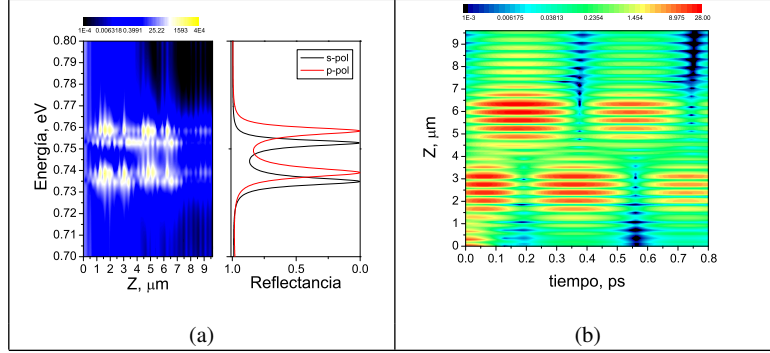 1E-4 0.006318 0.3991 25.22 1593 4E4
0.80
0.79
0.78
0.77
0.76
0.75
0.74
0.73
0.72
0.71
0.70
Energía, eV
0 1 2 3 4 5 6 7 8 9
Z, μm
s-pol
p-pol
1.0 0.5 0.0
Reflectancia
(a)
1E-3 0.006175 0.03813 0.2354 1.454 8.975 28.00
9
8
7
6
5
4
3
2
1
0
Z, μm
0.0 0.1 0.2 0.3 0.4 0.5 0.6 0.7 0.8
tiempo, ps
(b)